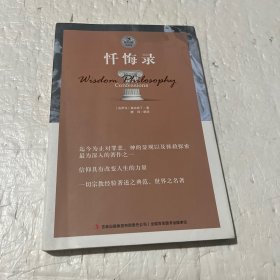 忏悔录
Wisdom Philosophy
Confessions
迄今为止对罪恶、神的显现以及拯救探索
最为深入的著作之一
信仰具有改变人生的力量
一切宗教经验著述之典范、世界之名著